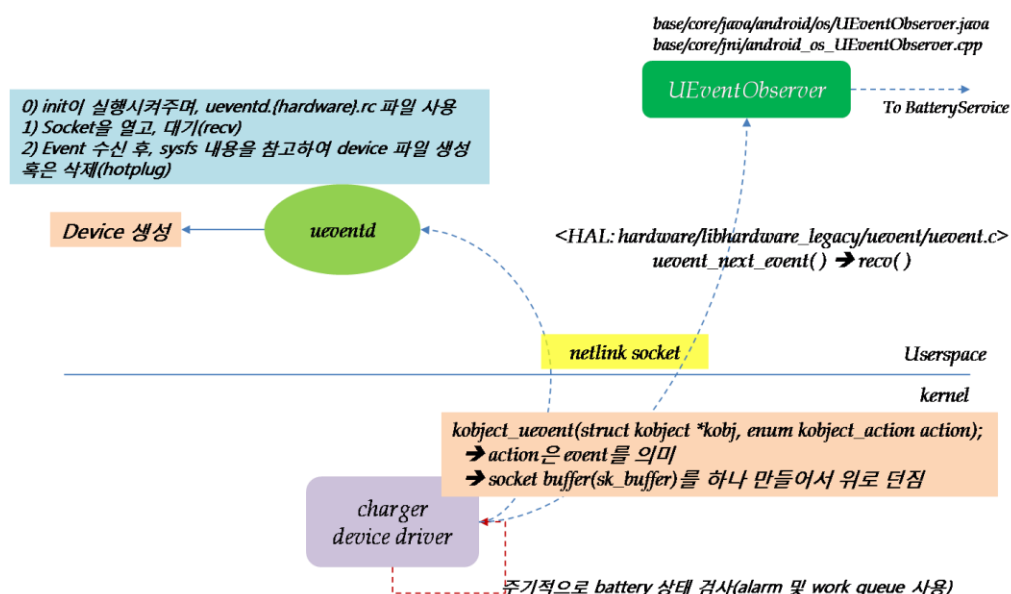 base/core/java/android/os/UEventObserver.java
base/core/jni/android_os_UEventObserver.cpp
UEventObserver
To BatteryService
0) init이 실행시켜주며, ueventd.{hardware}.rc 파일 사용
1) Socket을 열고, 대기(recv)
2) Event 수신 후, sysfs 내용을 참고하여 device 파일 생성
혹은 삭제(hotplug)
Device 생성
ueventd
<HAL: hardware/libhardware_legacy/uevent/uevent.c>
uevent_next_event( ) ➔ recv( )
netlink socket
Userspace
kernel
kobject_uevent(struct kobject *kobj, enum kobject_action action);
➔ action은 event를 의미
➔ socket buffer(sk_buffer)를 하나 만들어서 위로 던짐
charger
device driver
주기적으로 battery 상태 검사(alarm 및 work queue 사용)